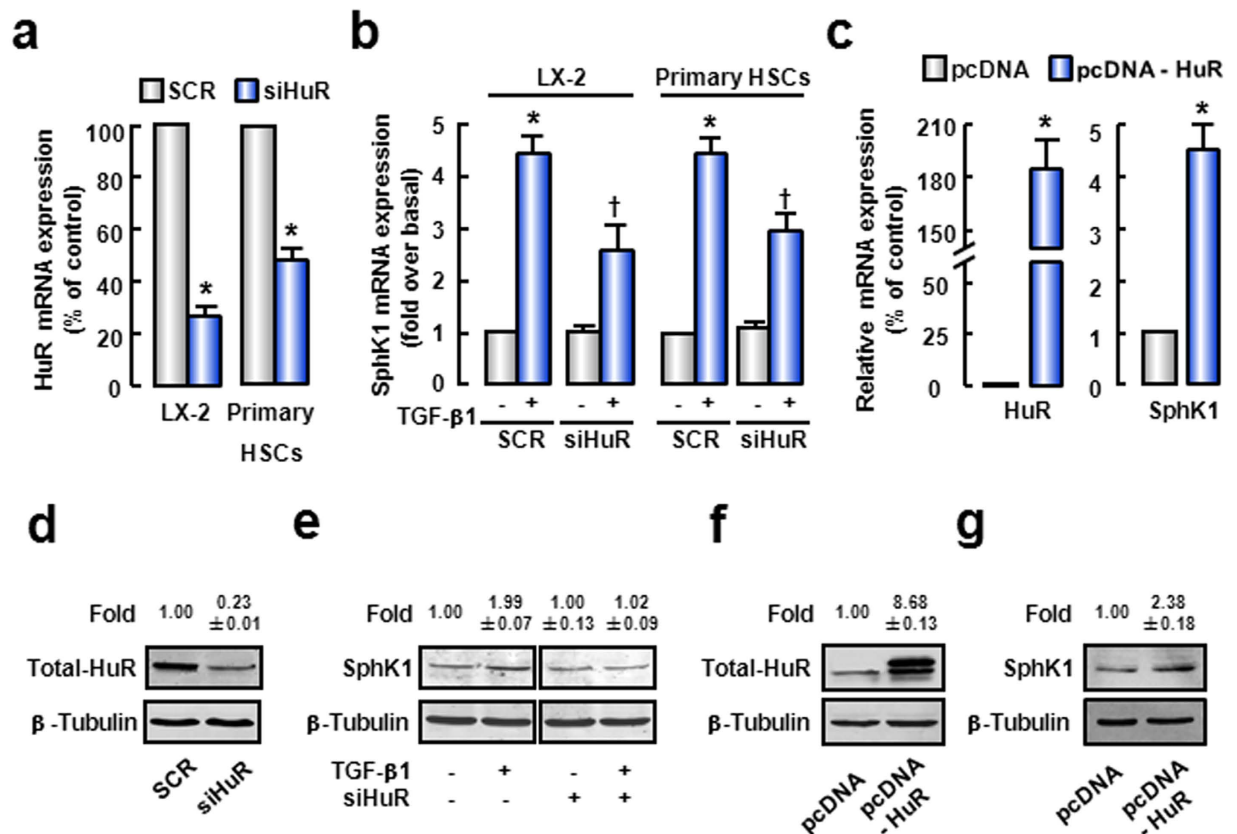 a
SCR siHuR
HuR mRNA expression
(% of control)
100
80
60
40
20
0
*
*
LX-2 Primary
HSCs
b
LX-2 Primary HSCs
SphK1 mRNA expression
(fold over basal)
5
4
3
2
1
0
* † * †
TGF-β1 - + - + - + - +
SCR siHuR SCR siHuR
c
pcDNA pcDNA - HuR
Relative mRNA expression
(% of control)
210
180
150
50
25
0
*
HuR
5
4
3
2
1
0
*
SphK1
d
Fold 1.00 0.23
±0.01
Total-HuR
β-Tubulin
SCR siHuR
e
Fold 1.00 1.99 1.00 1.02
±0.07 ±0.13 ±0.09
SphK1
β-Tubulin
TGF-β1 - + - +
siHuR - - + +
f
Fold 1.00 8.68
±0.13
Total-HuR
β-Tubulin
pcDNA pcDNA
- HuR
g
Fold 1.00 2.38
±0.18
SphK1
β-Tubulin
pcDNA pcDNA
- HuR